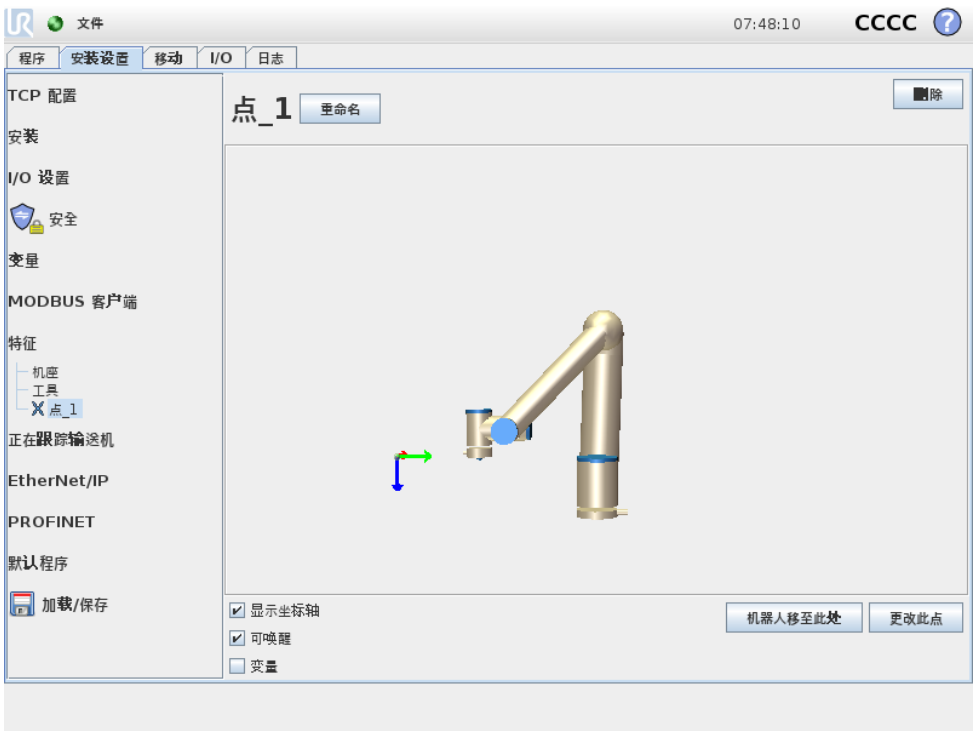 UR
文件
07:48:10
CCCC
?
程序
安装设置
移动
I/O
日志
TCP 配置
安装
I/O 设置
安全
变量
MODBUS 客户端
特征
机座
工具
点_1
正在跟踪输送机
EtherNet/IP
PROFINET
默认程序
加载/保存
点_1
重命名
删除
显示坐标轴
可唤醒
变量
机器人移至此处
更改此点